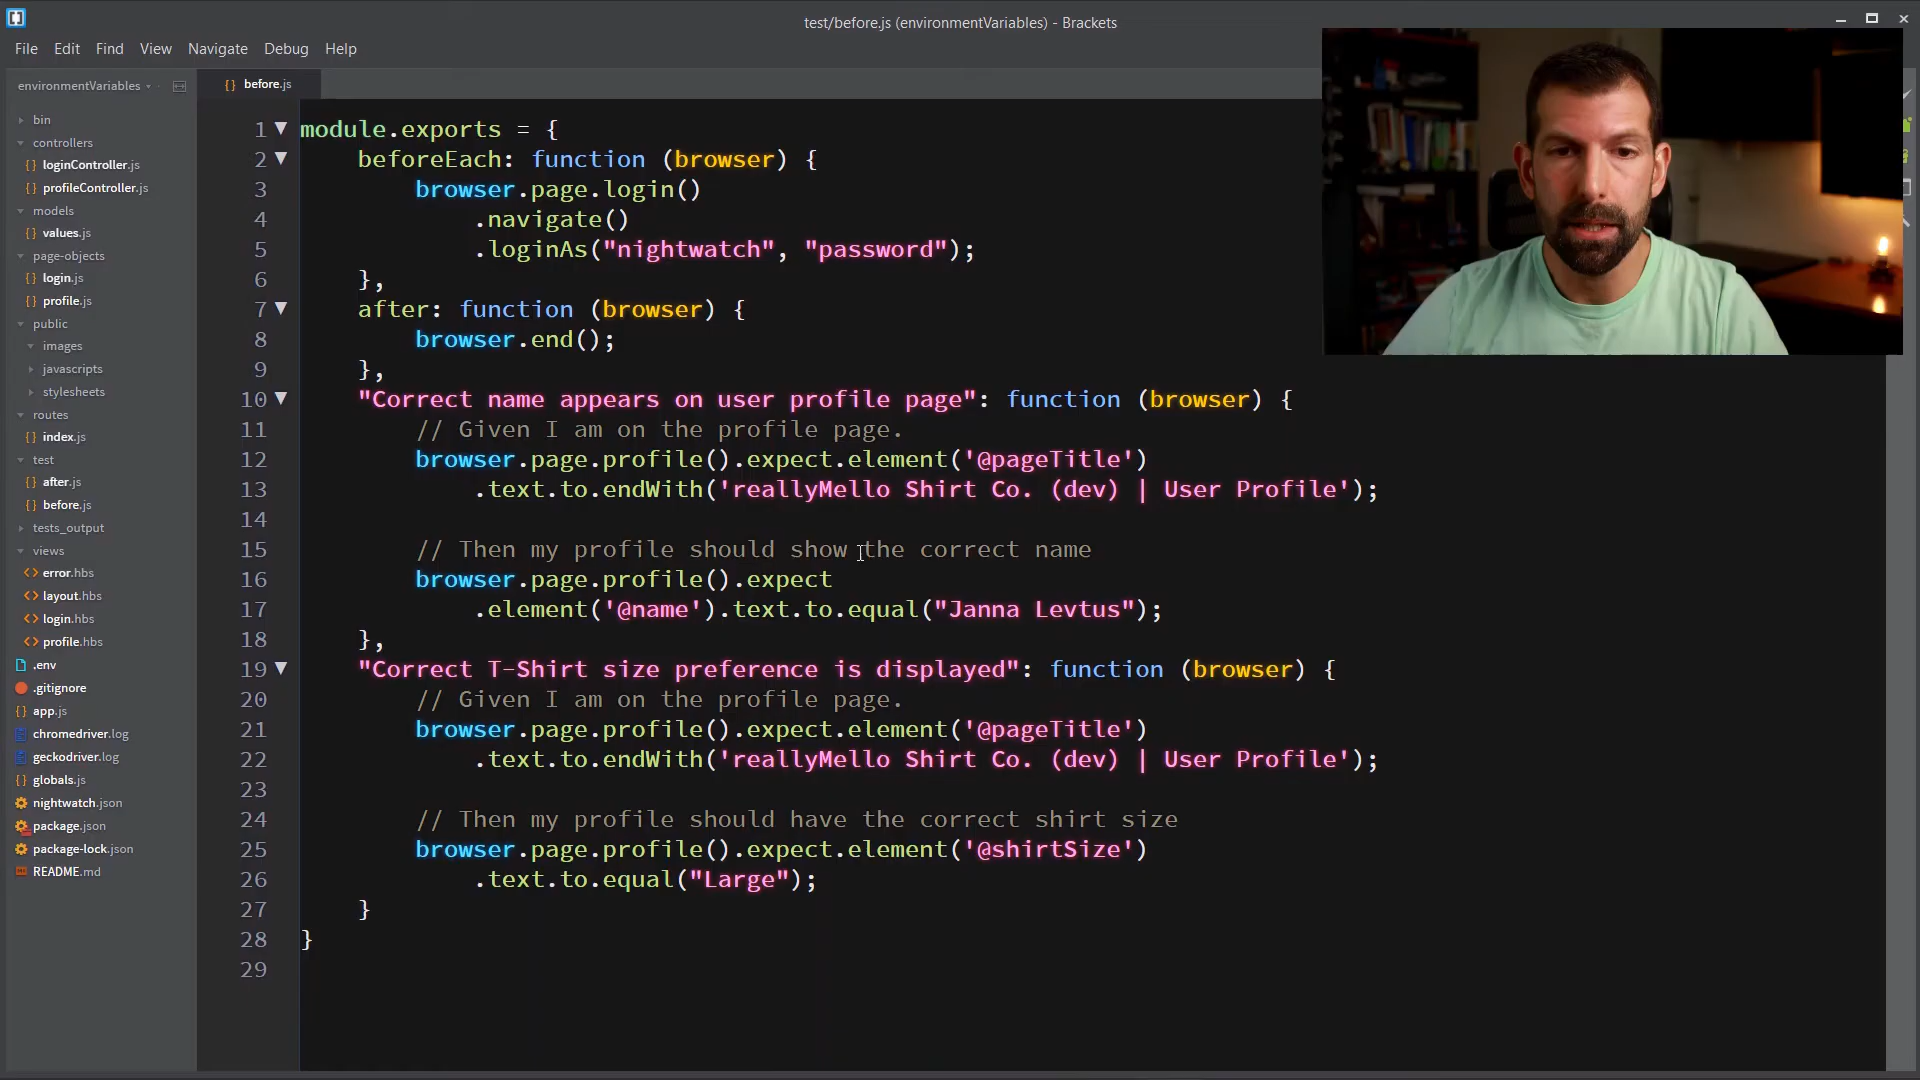 test/before.js (environmentVariables) - Brackets
File Edit Find View Navigate Debug Help
environmentVariables
before.js
bin
controllers
loginController.js
profileController.js
models
values.js
page-objects
login.js
profile.js
public
images
javascripts
stylesheets
routes
index.js
test
after.js
before.js
tests_output
views
error.hbs
layout.hbs
login.hbs
profile.hbs
.env
.gitignore
app.js
chromedriver.log
geckodriver.log
globals.js
nightwatch.json
package.json
package-lock.json
README.md
1 module.exports = {
2 beforeEach: function (browser) {
3 browser.page.login()
4 .navigate()
5 .loginAs("nightwatch", "password");
6 },
7 after: function (browser) {
8 browser.end();
9 },
10 "Correct name appears on user profile page": function (browser) {
11 // Given I am on the profile page.
12 browser.page.profile().expect.element('@pageTitle')
13 .text.to.endWith('reallyMello Shirt Co. (dev) | User Profile');
14
15 // Then my profile should show the correct name
16 browser.page.profile().expect
17 .element('@name').text.to.equal("Janna Levtus");
18 },
19 "Correct T-Shirt size preference is displayed": function (browser) {
20 // Given I am on the profile page.
21 browser.page.profile().expect.element('@pageTitle')
22 .text.to.endWith('reallyMello Shirt Co. (dev) | User Profile');
23
24 // Then my profile should have the correct shirt size
25 browser.page.profile().expect.element('@shirtSize')
26 .text.to.equal("Large");
27 }
28 }
29